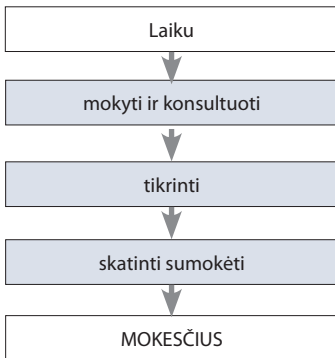 Laiku
mokyti ir konsultuoti
tikrinti
skatinti sumokėti
MOKESČIUS